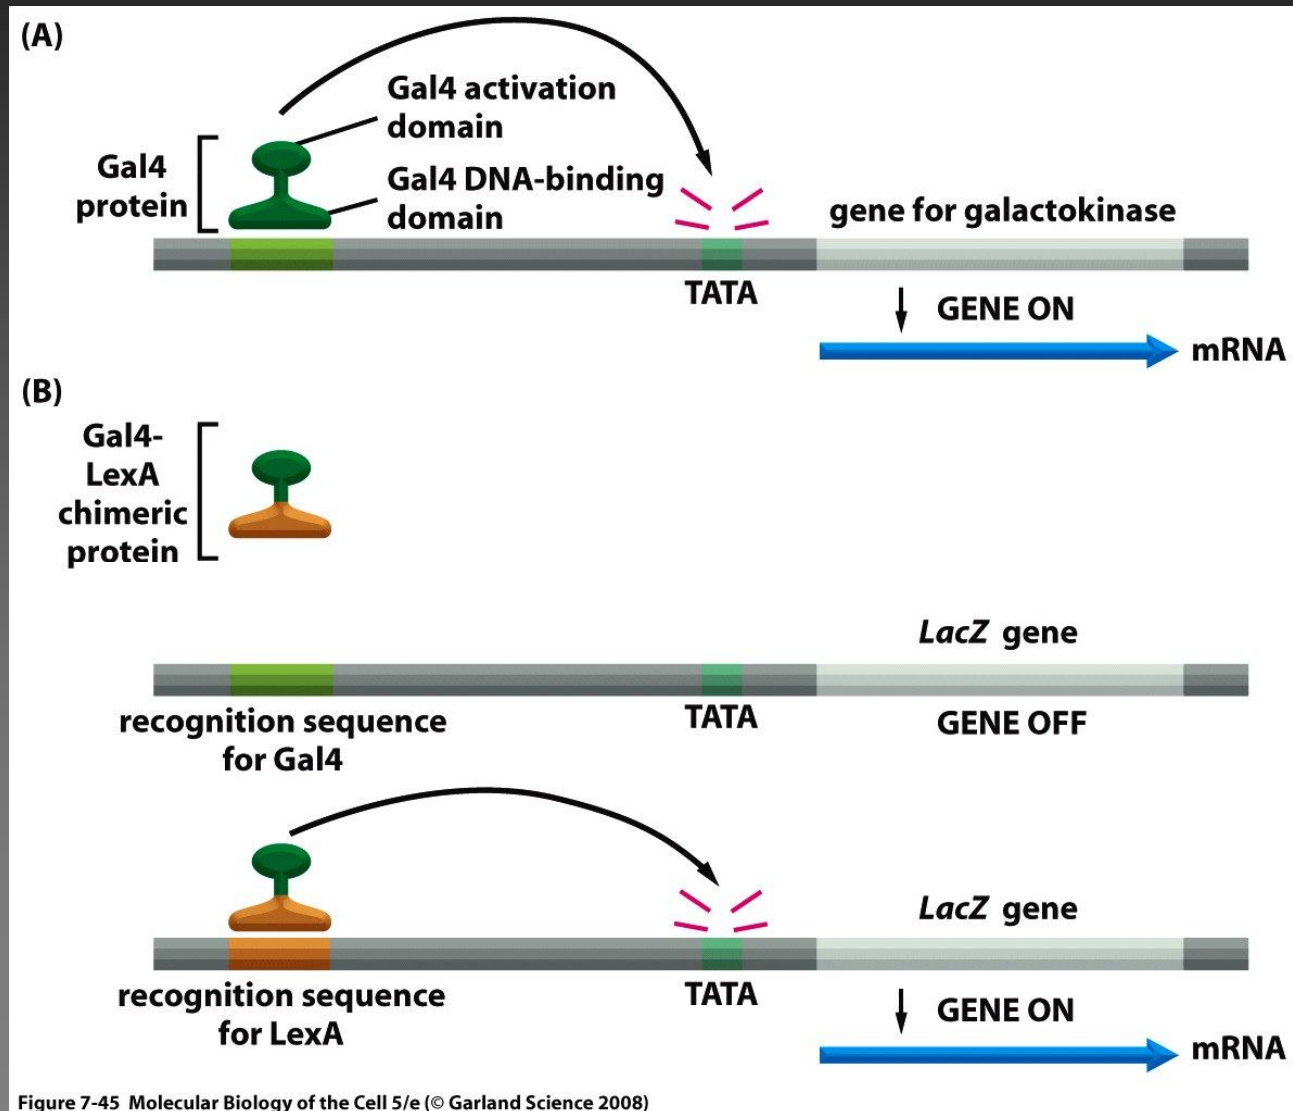 (A)
Gal4 activation
domain
Gal4
protein
Gal4 DNA-binding
domain
gene for galactokinase
TATA
GENE ON
mRNA
(B)
Gal4-
LexA
chimeric
protein
LacZ gene
recognition sequence
for Gal4
TATA
GENE OFF
LacZ gene
recognition sequence
for LexA
TATA
GENE ON
mRNA
Figure 7-45 Molecular Biology of the Cell 5/e (© Garland Science 2008)